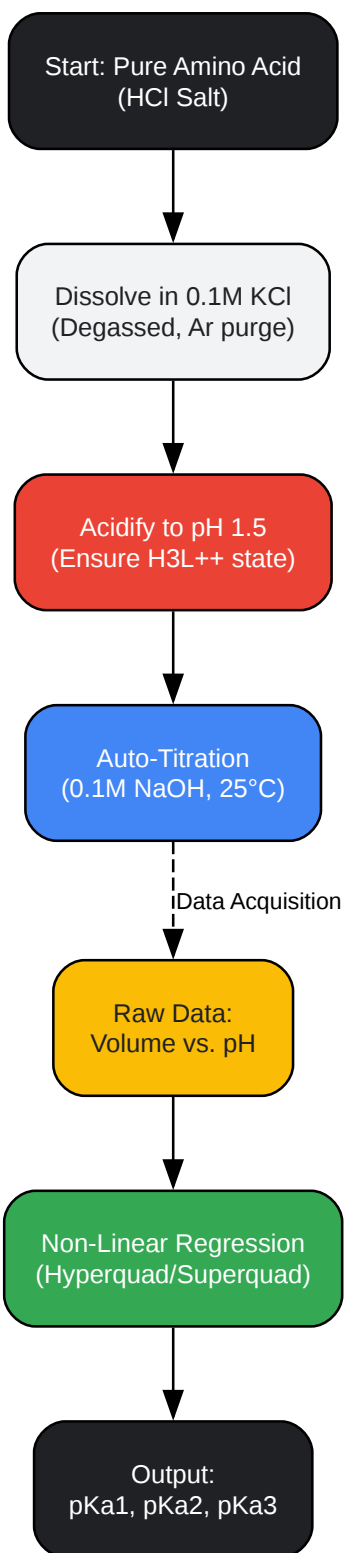 Start: Pure Amino Acid
(HCl Salt)
Dissolve in 0.1M KCl
(Degassed, Ar purge)
Acidify to pH 1.5
(Ensure H3L++ state)
Auto-Titration
(0.1M NaOH, 25°C)
Data Acquisition
Raw Data:
Volume vs. pH
Non-Linear Regression
(Hyperquad/Superquad)
Output:
pKa1, pKa2, pKa3